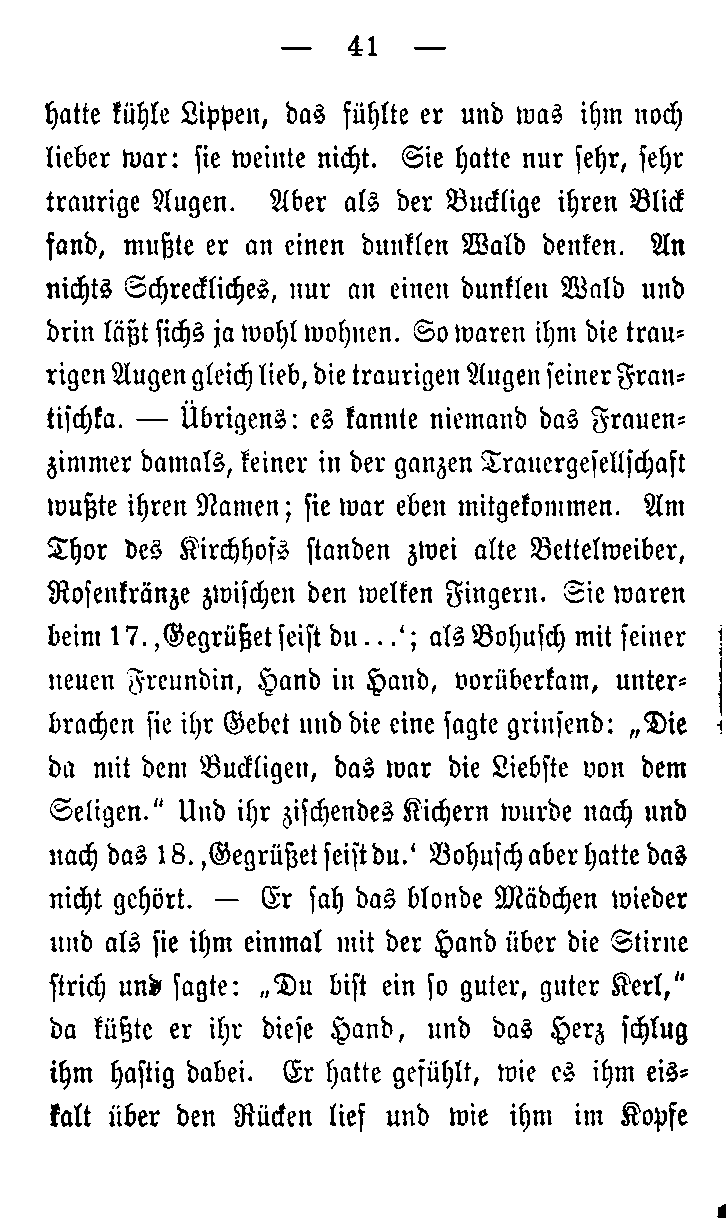 — 41 —
hatte kühle Lippen, das fühlte er und was ihm noch
lieber war: sie weinte nicht. Sie hatte nur sehr, sehr
traurige Augen. Aber als der Bucklige ihren Blick
fand, mußte er an einen dunklen Wald denken. An
nichts Schreckliches, nur an einen dunklen Wald und
drin läßt sichs ja wohl wohnen. So waren ihm die trau-
rigen Augen gleich lieb, die traurigen Augen seiner Fran-
tischka. — Übrigens: es kannte niemand das Frauen-
zimmer damals, keiner in der ganzen Trauergesellschaft
wußte ihren Namen; sie war eben mitgekommen. Am
Thor des Kirchhofs standen zwei alte Bettelweiber,
Rosenkränze zwischen den welken Fingern. Sie waren
beim 17. ‚Gegrüßet seist du...‘; als Bohusch mit seiner
neuen Freundin, Hand in Hand, vorüberkam, unter-
brachen sie ihr Gebet und die eine sagte grinsend: „Die
da mit dem Buckligen, das war die Liebste von dem
Seligen.“ Und ihr zischendes Kichern wurde nach und
nach das 18. ‚Gegrüßet seist du.‘ Bohusch aber hatte das
nicht gehört. — Er sah das blonde Mädchen wieder
und als sie ihm einmal mit der Hand über die Stirne
strich und sagte: „Du bist ein so guter, guter Kerl,“
da küßte er ihr diese Hand, und das Herz schlug
ihm hastig dabei. Er hatte gefühlt, wie es ihm eis-
kalt über den Rücken lief und wie ihm im Kopfe